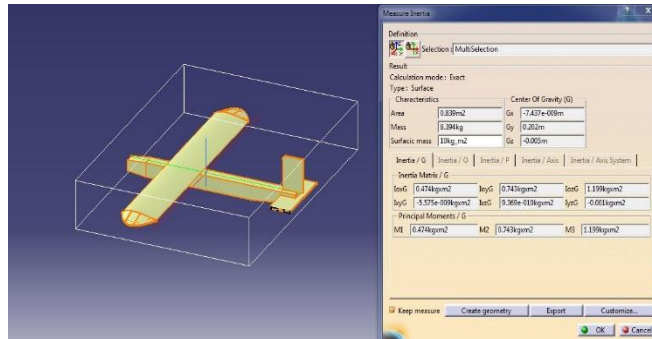 Measure Inertia
Definition
Selection : MultiSelection
Result
Calculation mode : Exact
Type : Surface
Characteristics Center Of Gravity (G)
Area 0.839m2 Gx -7.437e-009m
Mass 8.394kg Gy 0.202m
Surfacic mass 10kg_m2 Gz -0.005m
Inertia / G Inertia / O Inertia / P Inertia / Axis Inertia / Axis System
Inertia Matrix / G
IoxG 0.474kgxm2 IoyG 0.743kgxm2 IozG 1.199kgxm2
IxyG -5.575e-009kgxm2 IxzG 9.369e-010kgxm2 IyzG -0.001kgxm2
Principal Moments / G
M1 0.474kgxm2 M2 0.743kgxm2 M3 1.199kgxm2
Keep measure Create geometry Export Customize...
OK Cancel